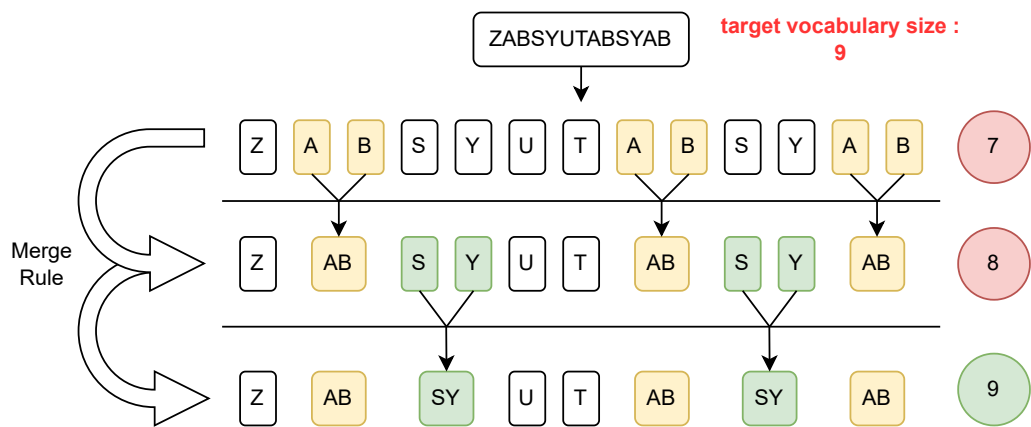 ZABSYUTABSYAB
target vocabulary size :
9
Z A B S Y U T A B S Y A B 7
Merge
Rule
Z AB S Y U T AB S Y AB 8
Z AB SY U T AB SY AB 9